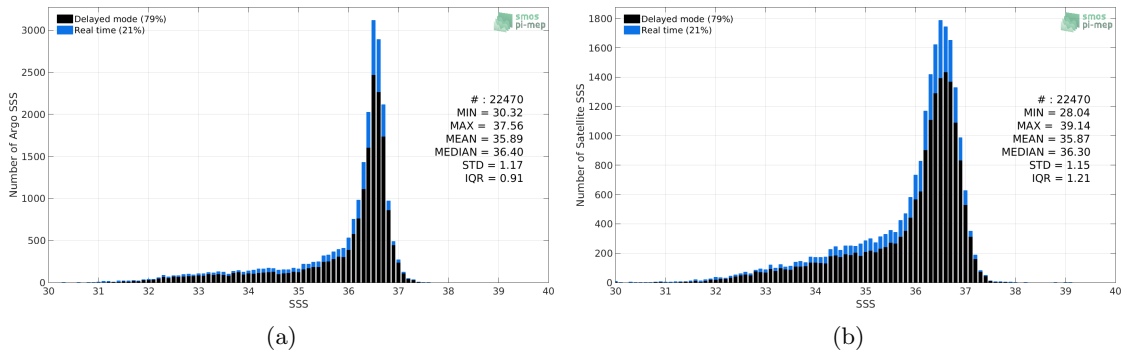 Delayed mode (79%)
Real time (21%)
smos
pi-mep
3000
2500
2000
1500
1000
500
0
Number of Argo SSS
# : 22470
MIN = 30.32
MAX = 37.56
MEAN = 35.89
MEDIAN = 36.40
STD = 1.17
IQR = 0.91
30 31 32 33 34 35 36 37 38 39 40
SSS
(a)
Delayed mode (79%)
Real time (21%)
smos
pi-mep
1800
1600
1400
1200
1000
800
600
400
200
0
Number of Satellite SSS
# : 22470
MIN = 28.04
MAX = 39.14
MEAN = 35.87
MEDIAN = 36.30
STD = 1.15
IQR = 1.21
30 31 32 33 34 35 36 37 38 39 40
SSS
(b)